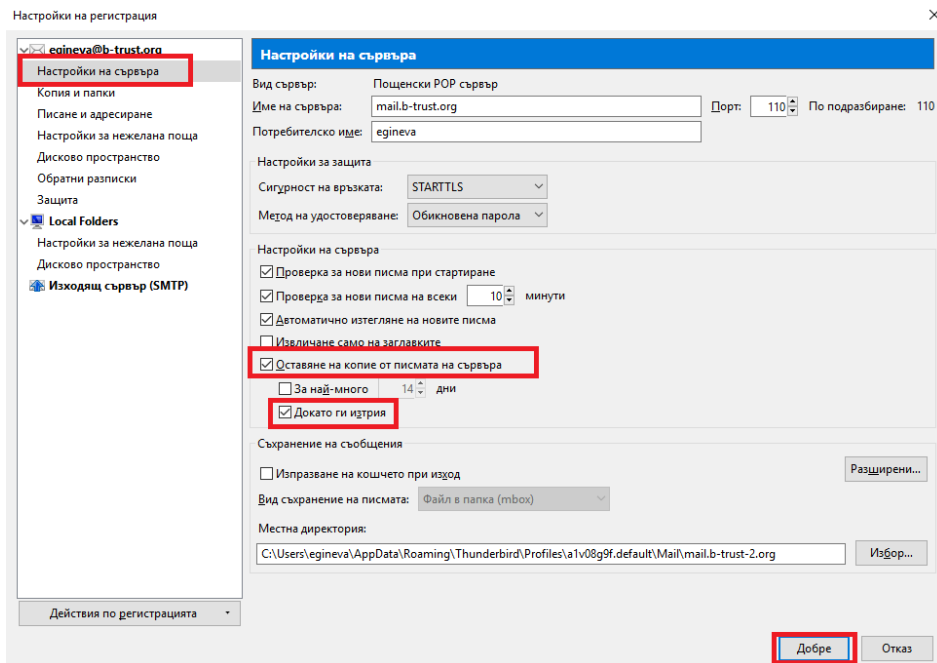 Настройки на регистрация
egineva@b-trust.org
Настройки на сървъра
Копия и папки
Писане и адресиране
Настройки за нежелана поща
Дисково пространство
Обратни разписки
Защита
Local Folders
Настройки за нежелана поща
Дисково пространство
Изходящ сървър (SMTP)
Действия по регистрацията
Настройки на сървъра
Вид сървър: Пощенски POP сървър
Име на сървъра: mail.b-trust.org Порт: 110 По подразбиране: 110
Потребителско име: egineva
Настройки за защита
Сигурност на връзката: STARTTLS
Метод на удостоверяване: Обикновена парола
Настройки на сървъра
Проверка за нови писма при стартиране
Проверка за нови писма на всеки 10 минути
Автоматично изтегляне на новите писма
Извличане само на заглавките
Оставяне на копие от писмата на сървъра
За най-много 14 дни
Докато ги изтрия
Съхранение на съобщения
Изпразване на кошчето при изход
Разширени...
Вид съхранение на писмата: Файл в папка (mbox)
Местна директория:
C:\Users\egineva\AppData\Roaming\Thunderbird\Profiles\a1v08g9f.default\Mail\mail.b-trust-2.org Избор...
Добре Отказ